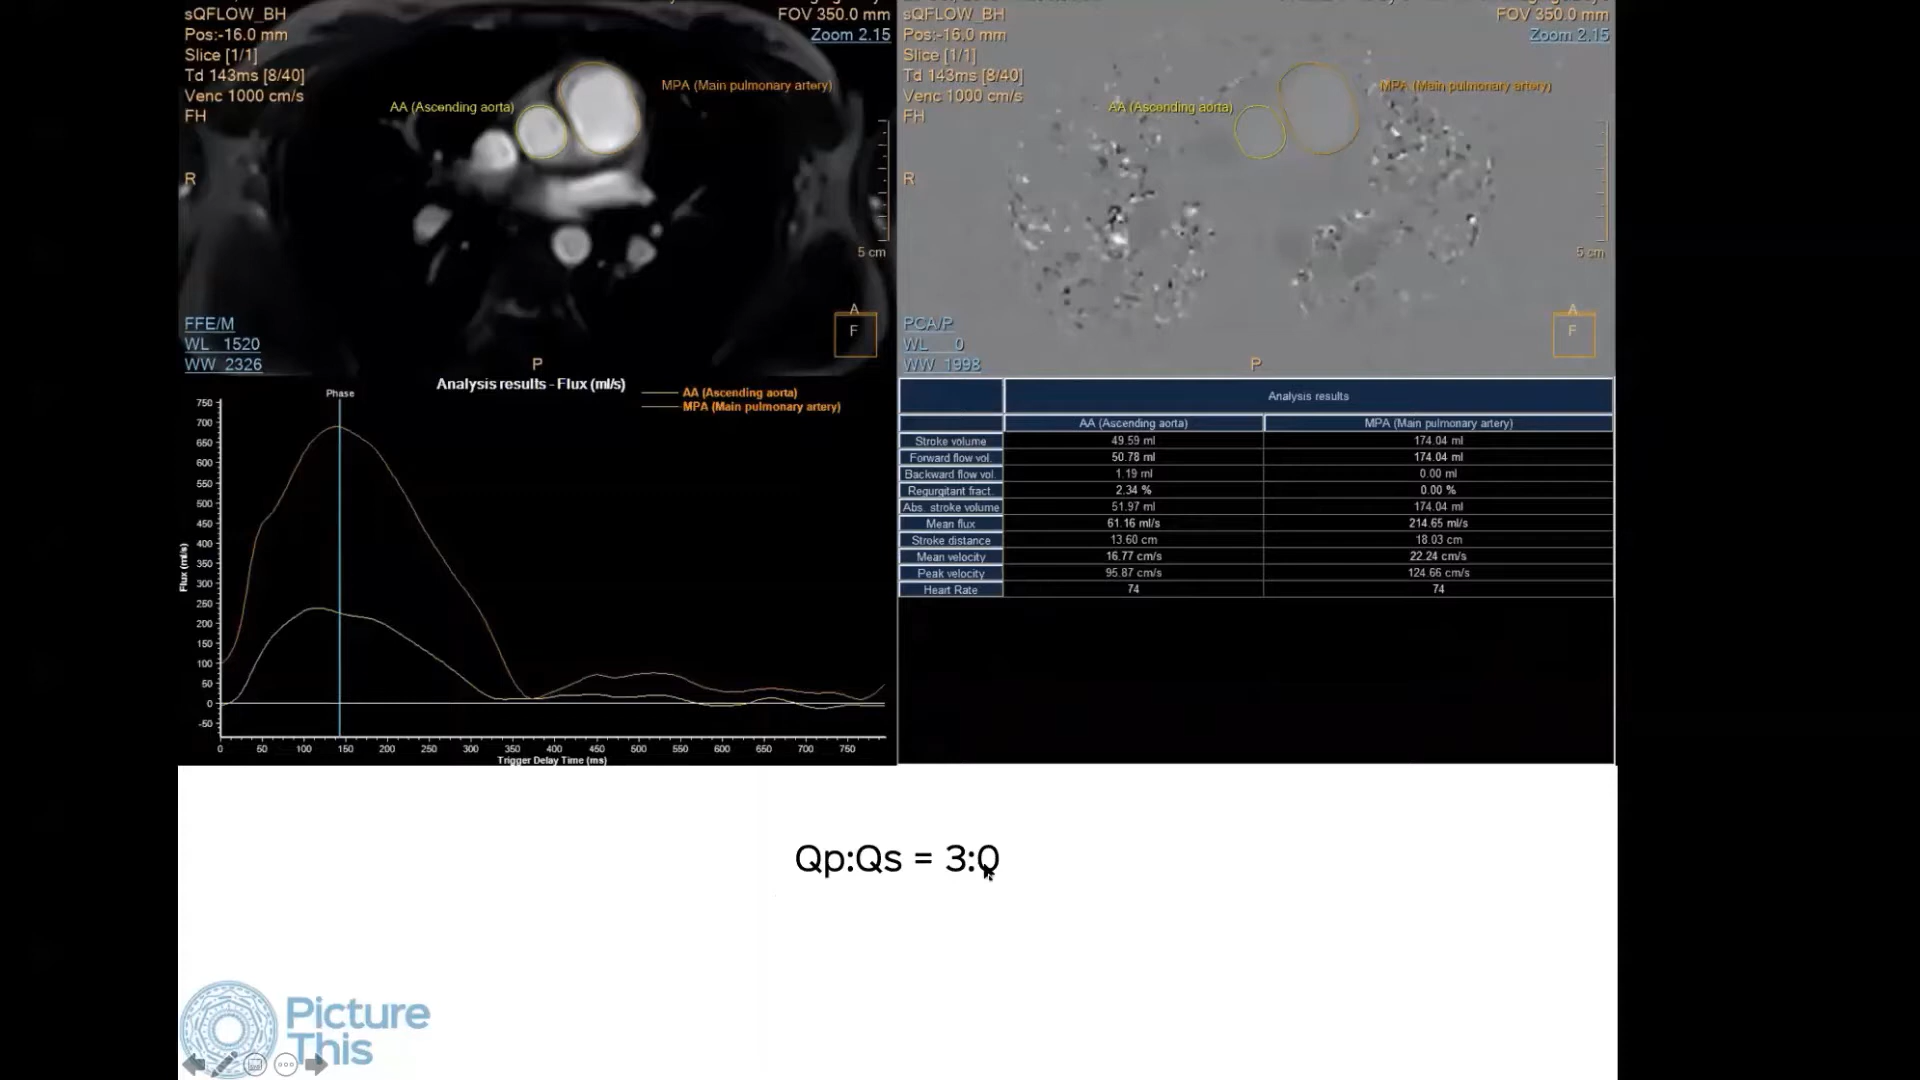 sQFLOW_BH
Pos:-16.0 mm
Slice [1/1]
Td 143ms [8/40]
Venc 1000 cm/s
FH
FOV 350.0 mm
Zoom 2.15
AA (Ascending aorta)
MPA (Main pulmonary artery)
R
5 cm
FFE/M
WL 1520
WW 2326
A
F
P
sQFLOW_BH
Pos:-16.0 mm
Slice [1/1]
Td 143ms [8/40]
Venc 1000 cm/s
FH
FOV 350.0 mm
Zoom 2.15
AA (Ascending aorta)
MPA (Main pulmonary artery)
R
5 cm
PCA/P
WL 0
WW 1998
A
F
P
Analysis results - Flux (ml/s)
AA (Ascending aorta)
MPA (Main pulmonary artery)
Phase
Flux (ml/s)
750
700
650
600
550
500
450
400
350
300
250
200
150
100
50
0
-50
0 50 100 150 200 250 300 350 400 450 500 550 600 650 700 750
Trigger Delay Time (ms)
Analysis results
AA (Ascending aorta) MPA (Main pulmonary artery)
Stroke volume 49.59 ml 174.04 ml
Forward flow vol. 50.78 ml 174.04 ml
Backward flow vol. 1.19 ml 0.00 ml
Regurgitant fract. 2.34 % 0.00 %
Abs. stroke volume 51.97 ml 174.04 ml
Mean flux 61.16 ml/s 214.65 ml/s
Stroke distance 13.60 cm 18.03 cm
Mean velocity 16.77 cm/s 22.24 cm/s
Peak velocity 95.87 cm/s 124.66 cm/s
Heart Rate 74 74
Qp:Qs = 3:0
Picture
This